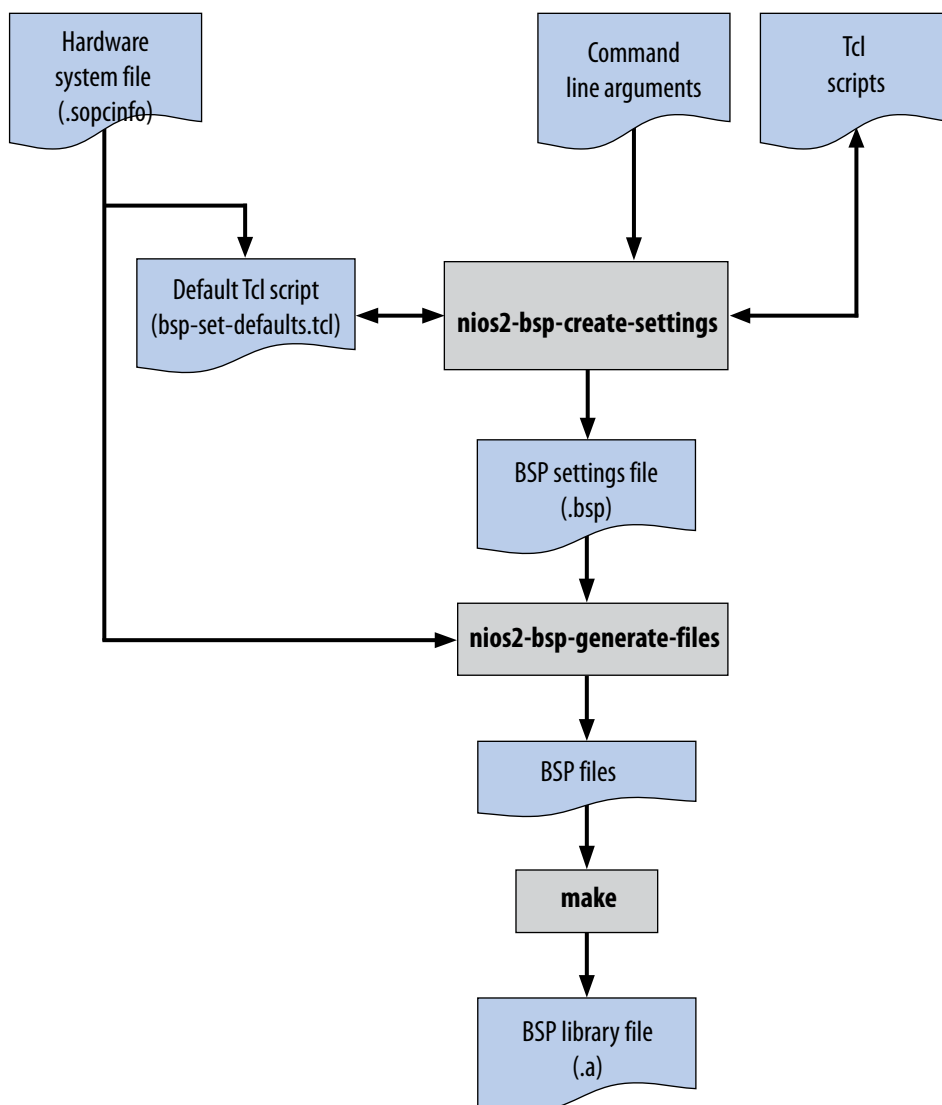 Hardware
system file
(.sopcinfo)
Command
line arguments
Tcl
scripts
Default Tcl script
(bsp-set-defaults.tcl)
nios2-bsp-create-settings
BSP settings file
(.bsp)
nios2-bsp-generate-files
BSP files
make
BSP library file
(.a)